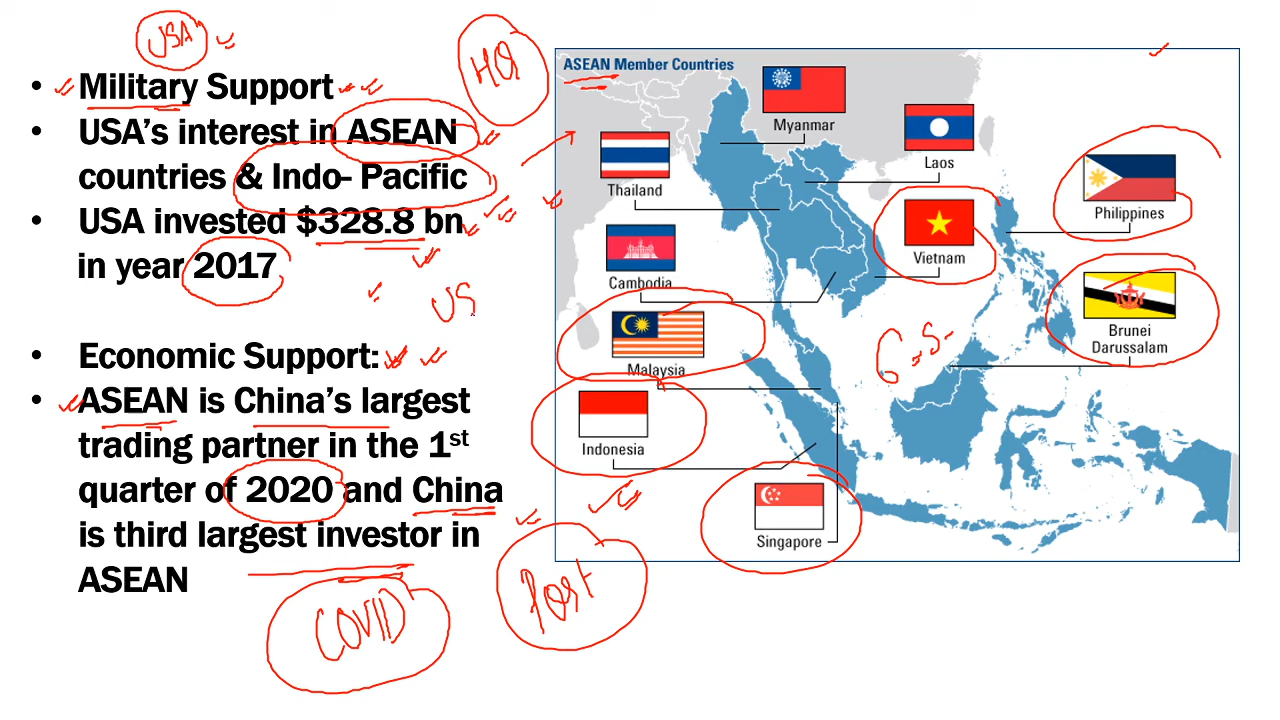 USA
• Military Support
• USA's interest in ASEAN
countries & Indo- Pacific
• USA invested $328.8 bn
in year 2017
US
• Economic Support:
• ASEAN is China's largest
trading partner in the 1st
quarter of 2020 and China
is third largest investor in
ASEAN
COVID
Post
HQ
ASEAN Member Countries
Myanmar
Laos
Thailand
Philippines
Vietnam
Cambodia
Brunei
Darussalam
Malaysia
Indonesia
Singapore